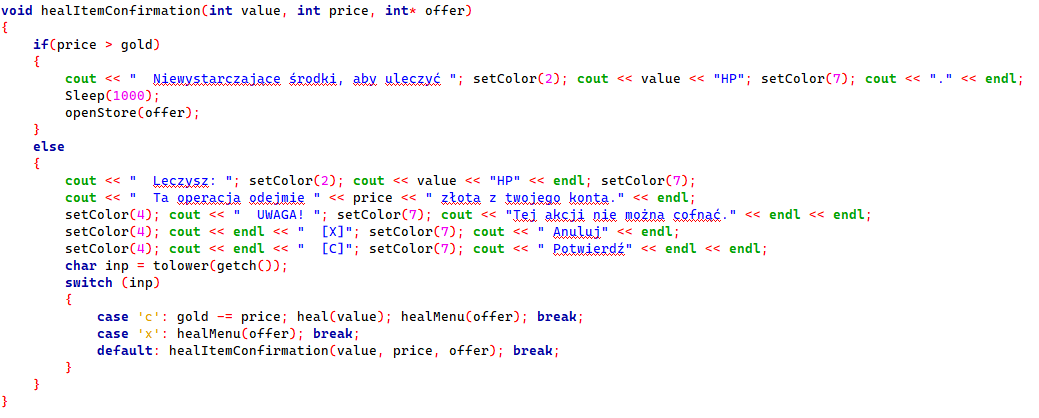 void healItemConfirmation(int value, int price, int* offer)
{
    if(price > gold)
    {
        cout << "  Niewystarczające środki, aby uleczyć "; setColor(2); cout << value << "HP"; setColor(7); cout << "." << endl;
        Sleep(1000);
        openStore(offer);
    }
    else
    {
        cout << "  Leczysz: "; setColor(2); cout << value << "HP" << endl; setColor(7);
        cout << "  Ta operacja odejmie " << price << " złota z twojego konta." << endl;
        setColor(4); cout << "  UWAGA! "; setColor(7); cout << "Tej akcji nie można cofnąć." << endl << endl;
        setColor(4); cout << endl << "  [X]"; setColor(7); cout << " Anuluj" << endl;
        setColor(4); cout << endl << "  [C]"; setColor(7); cout << " Potwierdź" << endl << endl;
        char inp = tolower(getch());
        switch (inp)
        {
            case 'c': gold -= price; heal(value); healMenu(offer); break;
            case 'x': healMenu(offer); break;
            default: healItemConfirmation(value, price, offer); break;
        }
    }
}